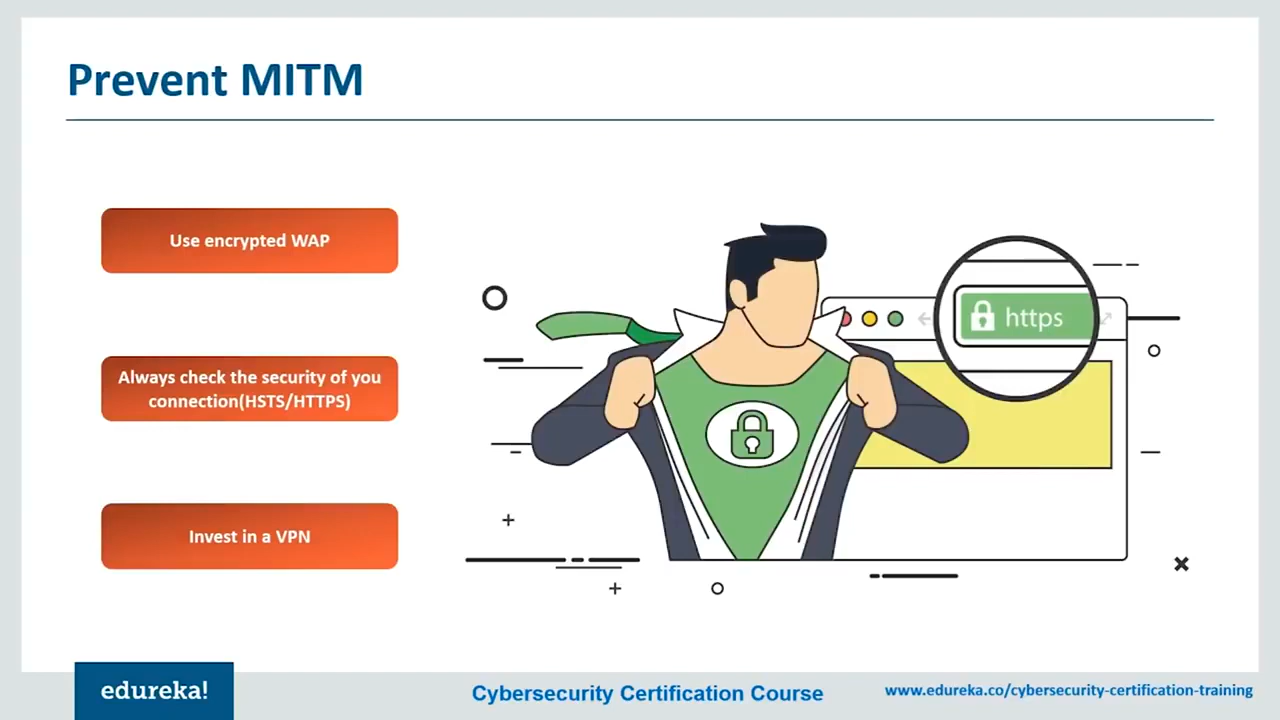 Prevent MITM
Use encrypted WAP
Always check the security of you
connection(HSTS/HTTPS)
Invest in a VPN
https
edureka!
Cybersecurity Certification Course
www.edureka.co/cybersecurity-certification-training